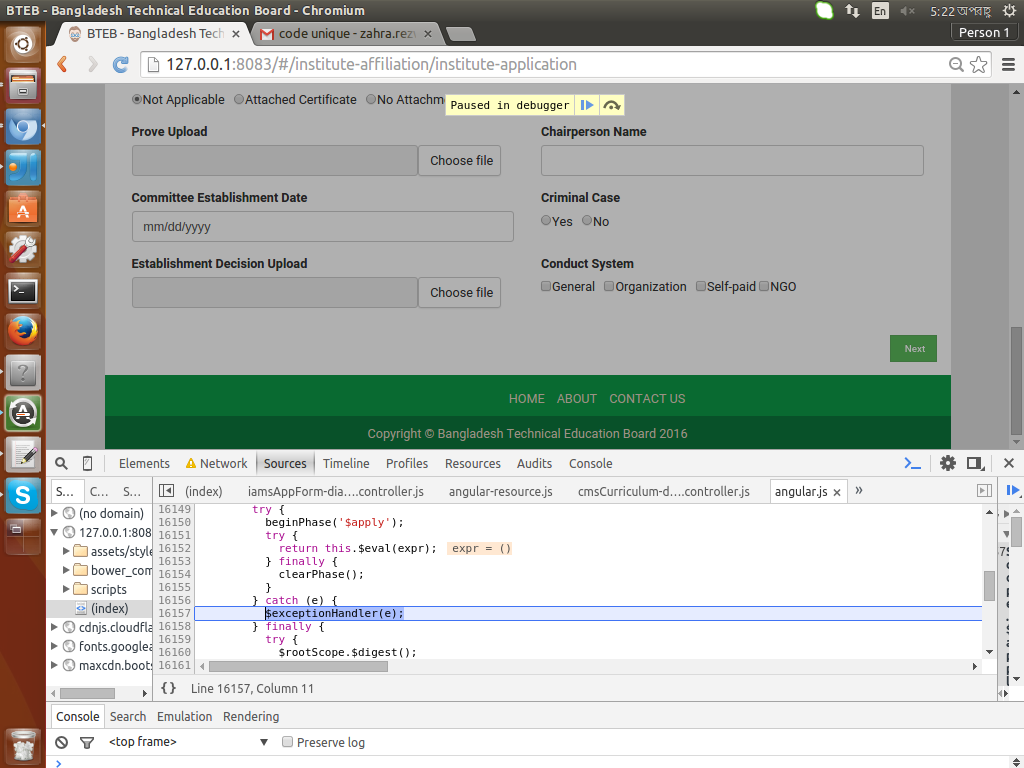 BTEB - Bangladesh Technical Education Board - Chromium
En
5:22 অপরাহ্ণ
BTEB - Bangladesh Tech ×
code unique - zahra.rez ×
Person 1
127.0.0.1:8083/#/institute-affiliation/institute-application
Not Applicable Attached Certificate No Attachm
Paused in debugger
Prove Upload
Chairperson Name
Choose file
Committee Establishment Date
Criminal Case
mm/dd/yyyy
Yes No
Establishment Decision Upload
Conduct System
Choose file
General Organization Self-paid NGO
Next
HOME ABOUT CONTACT US
Copyright © Bangladesh Technical Education Board 2016
Elements Network Sources Timeline Profiles Resources Audits Console
S... C... S...
(index) iamsAppForm-dia....controller.js angular-resource.js cmsCurriculum-d....controller.js angular.js × »
(no domain)
127.0.0.1:808
assets/style
bower_com
scripts
(index)
cdnjs.cloudfla
fonts.googlea
maxcdn.boots
16149 try {
16150 beginPhase('$apply');
16151 try {
16152 return this.$eval(expr); expr = ()
16153 } finally {
16154 clearPhase();
16155 }
16156 } catch (e) {
16157 $exceptionHandler(e);
16158 } finally {
16159 try {
16160 $rootScope.$digest();
16161
{} Line 16157, Column 11
Console Search Emulation Rendering
<top frame> ▼ Preserve log
>